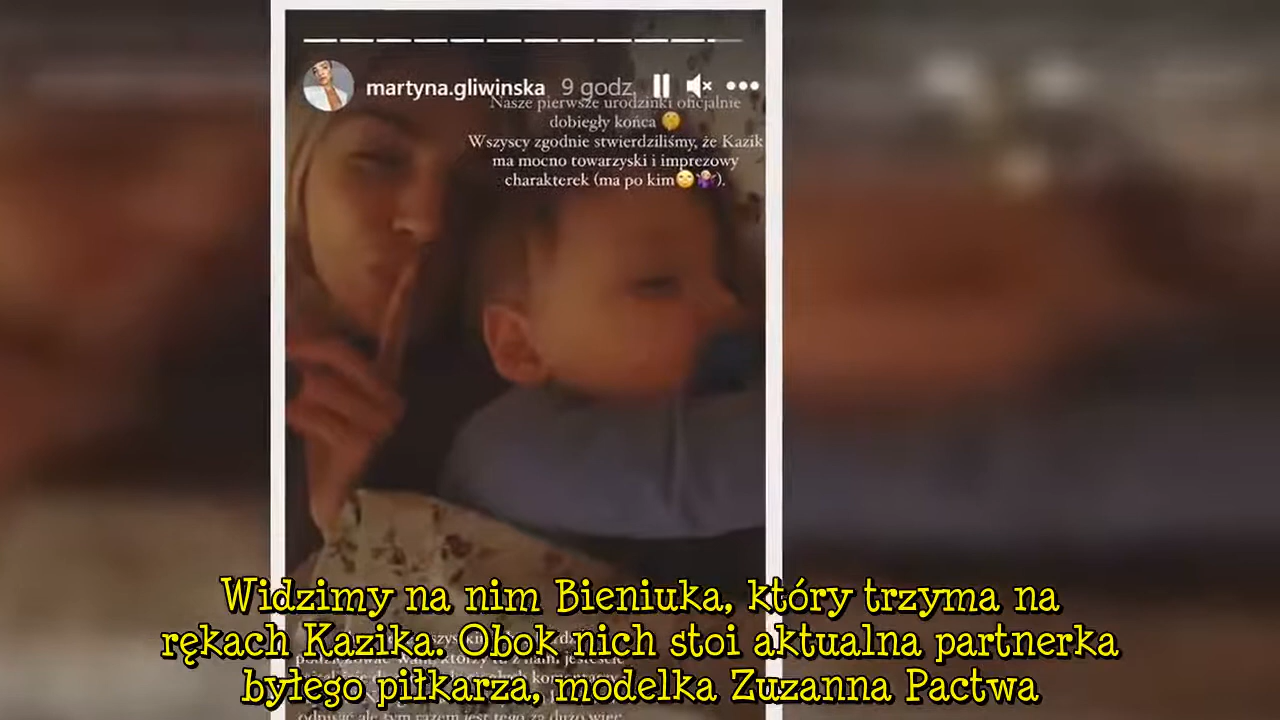 martyna.gliwinska 9 godz.
Nasze pierwsze urodzinki oficjalnie
dobiegły końca 🤫
Wszyscy zgodnie stwierdziliśmy, że Kazik
ma mocno towarzyski i imprezowy
charakterek (ma po kim🙄🤷🏼‍♀️).
Widzimy na nim Bieniuka, który trzyma na
rękach Kazika. Obok nich stoi aktualna partnerka
byłego piłkarza, modelka Zuzanna Pactwa